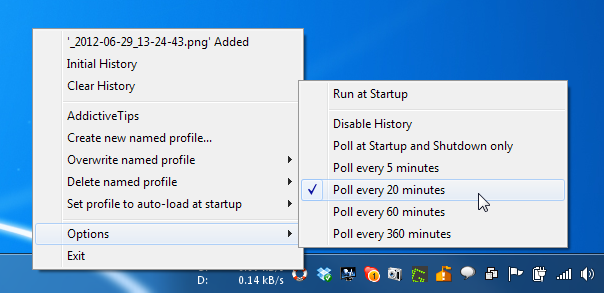 '_2012-06-29_13-24-43.png' Added
Initial History
Clear History
AddictiveTips
Create new named profile...
Overwrite named profile
Delete named profile
Set profile to auto-load at startup
Options
Exit
Run at Startup
Disable History
Poll at Startup and Shutdown only
Poll every 5 minutes
Poll every 20 minutes
Poll every 60 minutes
Poll every 360 minutes
D: 0.14 kB/s